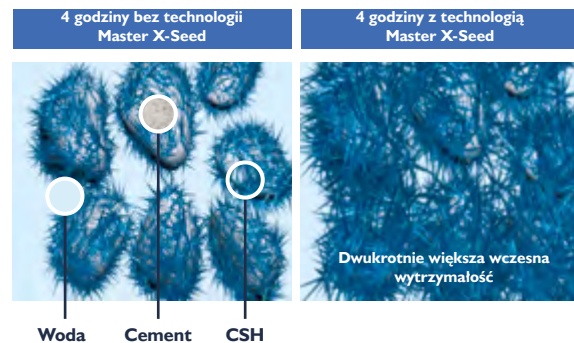 4 godziny bez technologii
Master X-Seed
4 godziny z technologią
Master X-Seed
Dwukrotnie większa wczesna
wytrzymałość
Woda
Cement
CSH